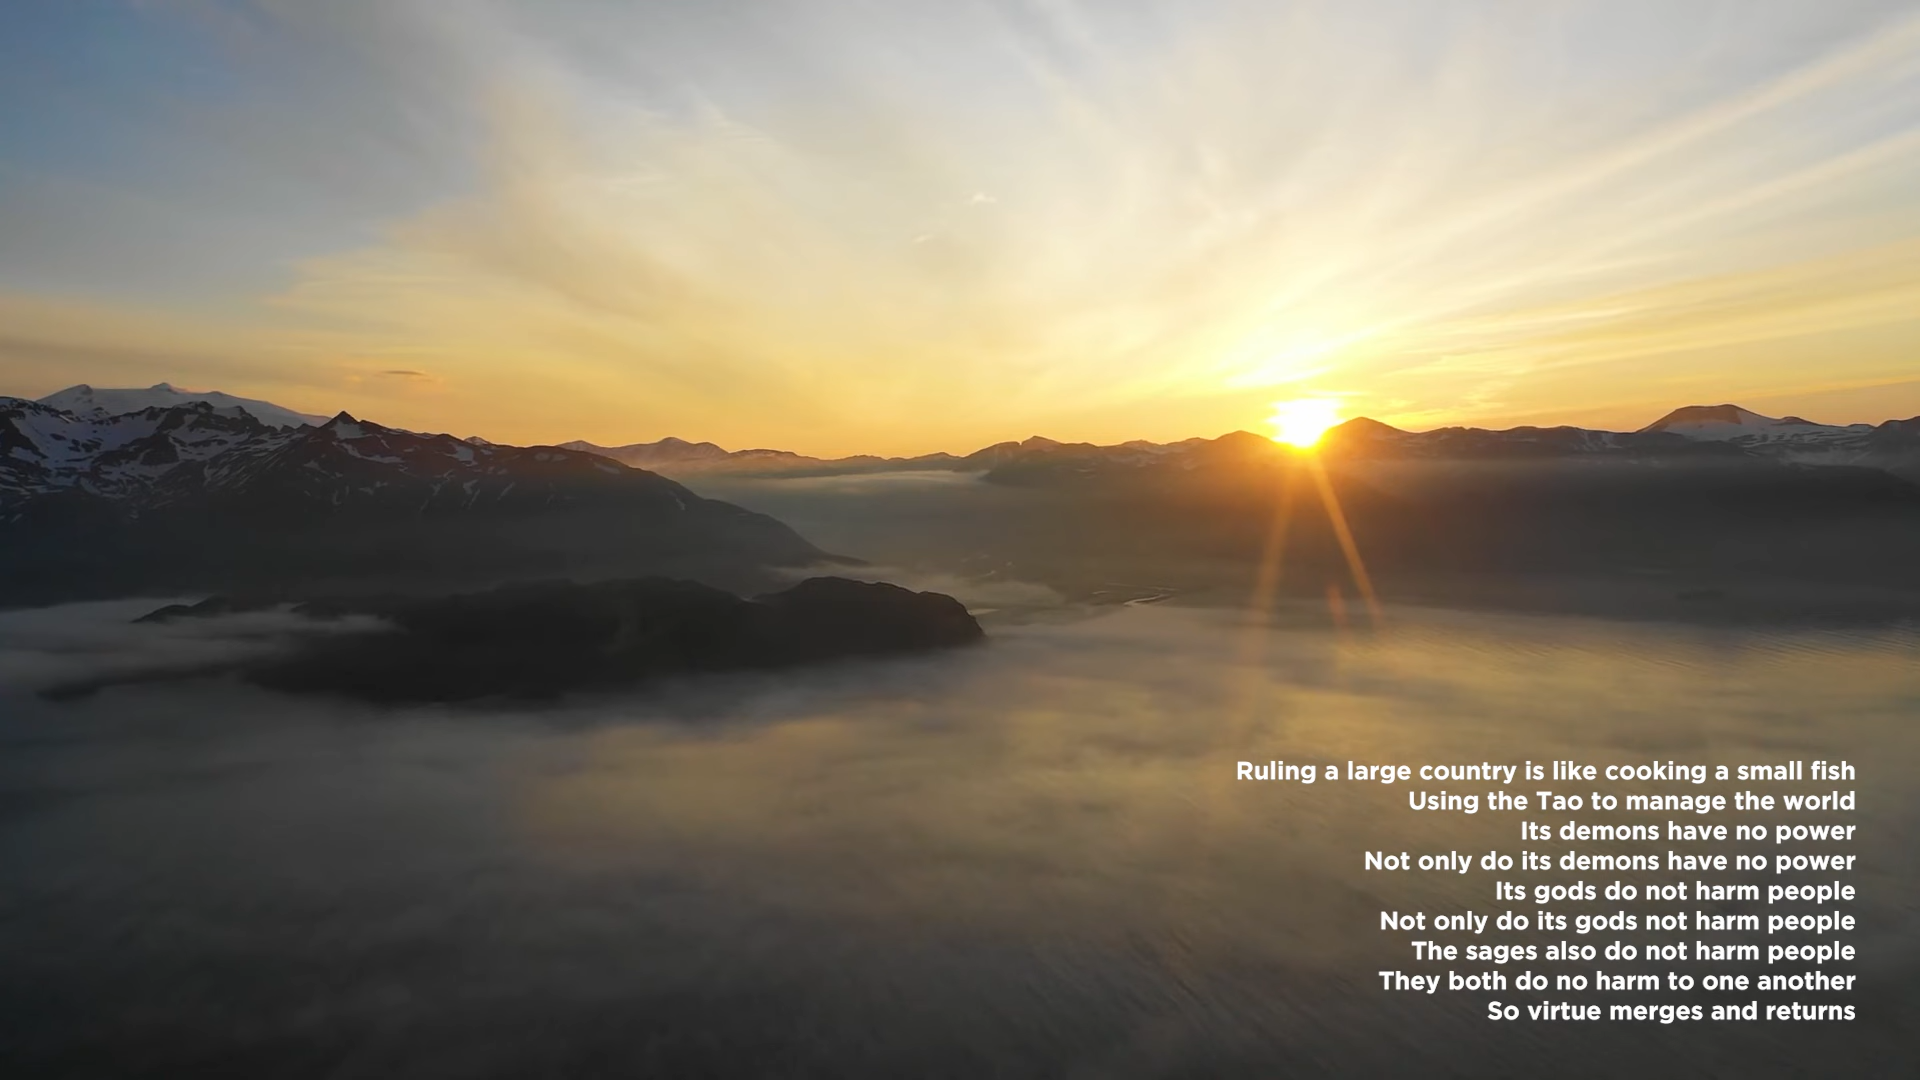 Ruling a large country is like cooking a small fish
Using the Tao to manage the world
Its demons have no power
Not only do its demons have no power
Its gods do not harm people
Not only do its gods not harm people
The sages also do not harm people
They both do no harm to one another
So virtue merges and returns